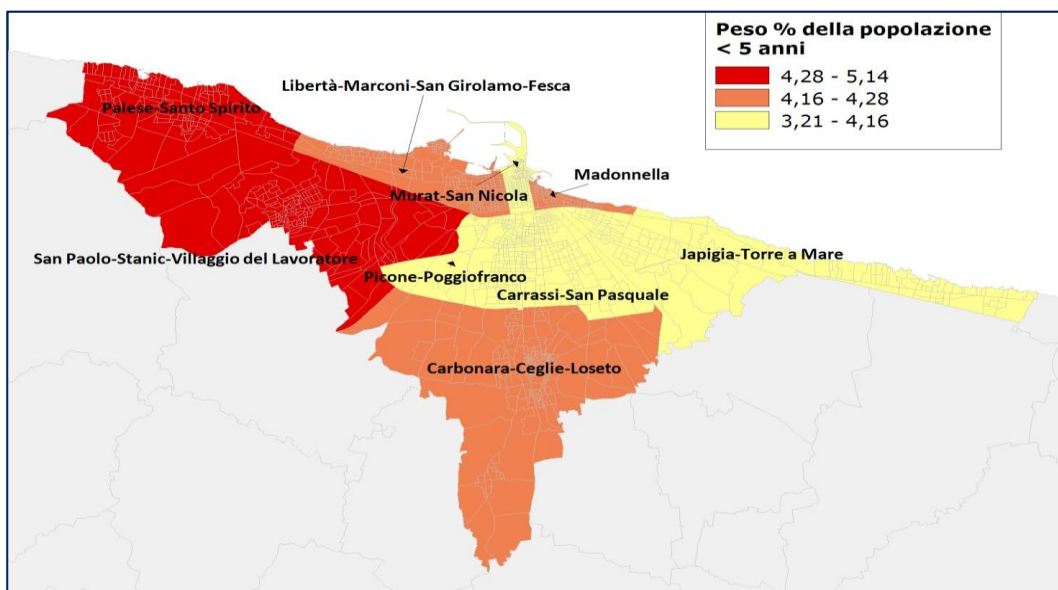 Peso % della popolazione
< 5 anni
4,28 - 5,14
4,16 - 4,28
3,21 - 4,16
Libertà-Marconi-San Girolamo-Fesca
Palese-Santo Spirito
Madonnella
Murat-San Nicola
San Paolo-Stanic-Villaggio del Lavoratore
Japigia-Torre a Mare
Picone-Poggiofranco
Carrassi-San Pasquale
Carbonara-Ceglie-Loseto